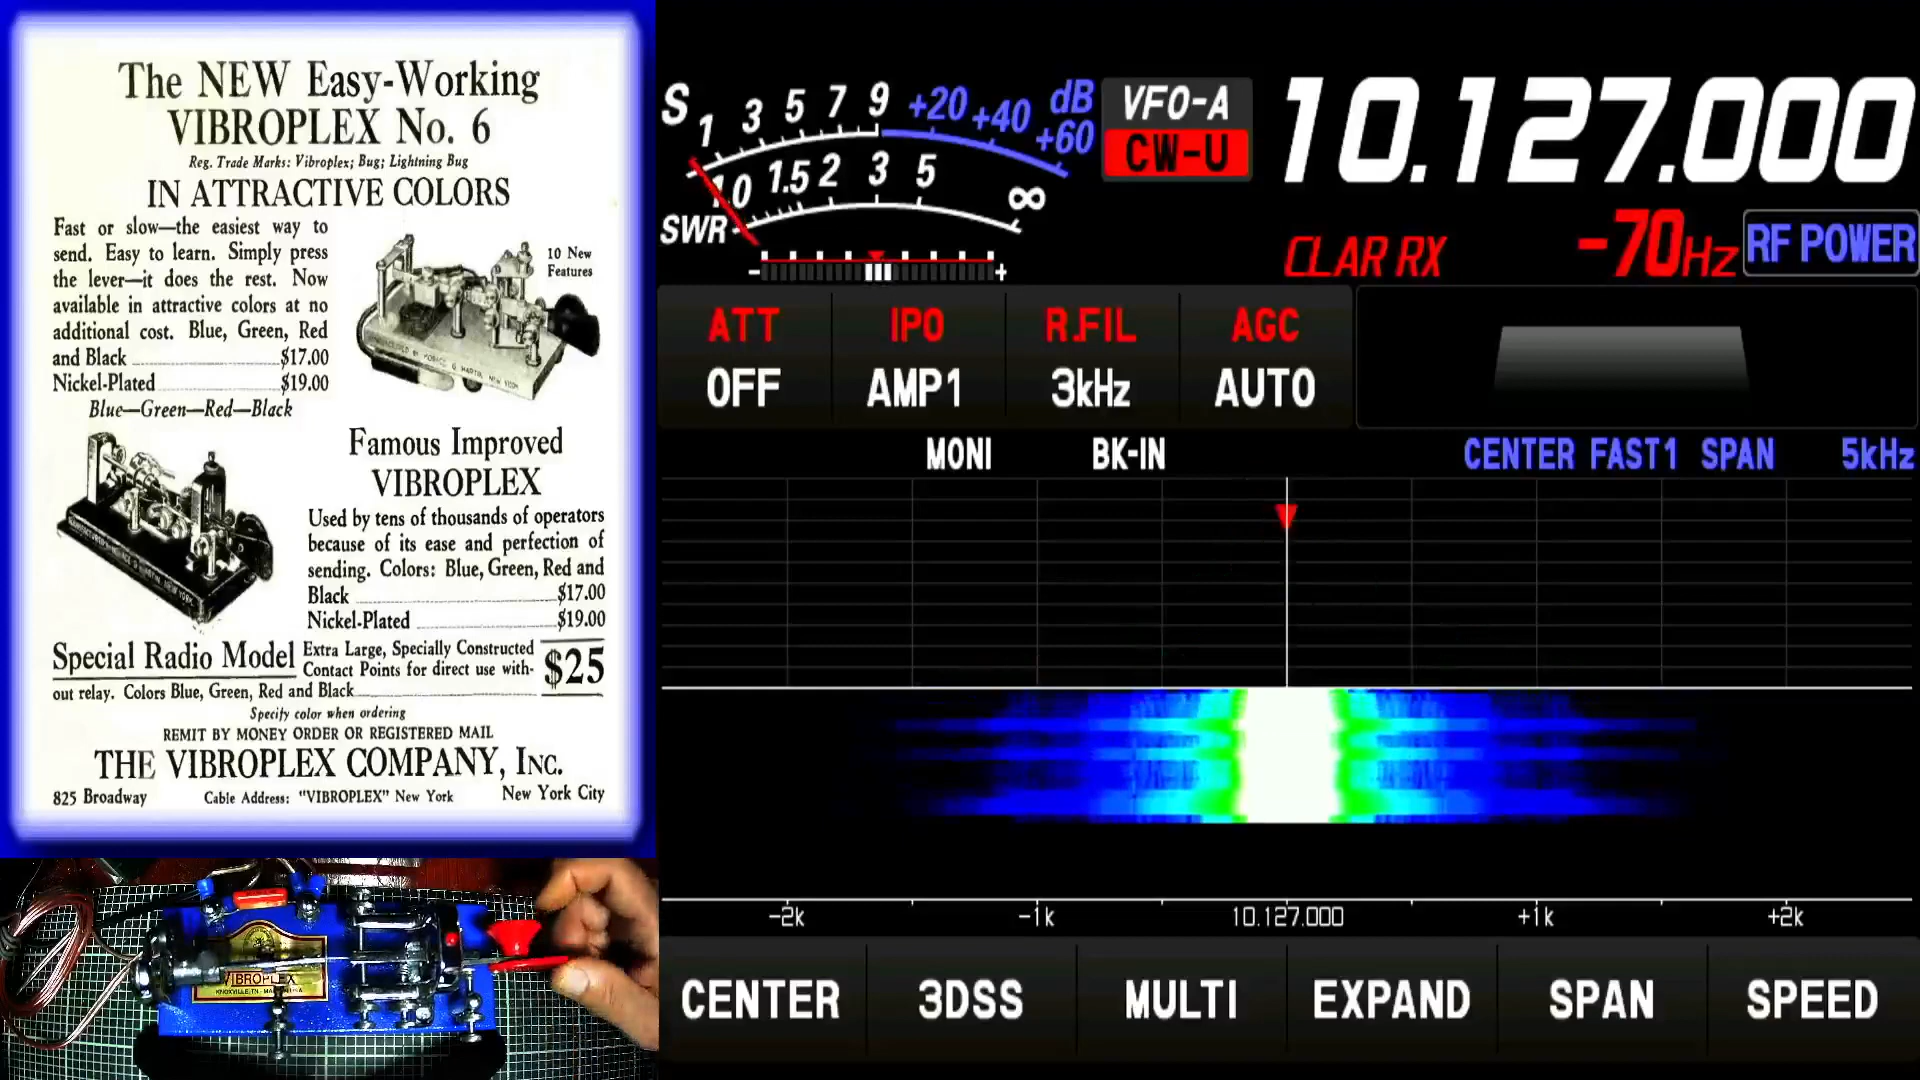 The NEW Easy-Working
VIBROPLEX No. 6
Reg. Trade Marks: Vibroplex; Bug; Lightning Bug
IN ATTRACTIVE COLORS
Fast or slow—the easiest way to
send. Easy to learn. Simply press
the lever—it does the rest. Now
available in attractive colors at no
additional cost. Blue, Green, Red
and Black $17.00
Nickel-Plated $19.00
Blue—Green—Red—Black
10 New
Features
Famous Improved
VIBROPLEX
Used by tens of thousands of operators
because of its ease and perfection of
sending. Colors: Blue, Green, Red and
Black $17.00
Nickel-Plated $19.00
Special Radio Model
Extra Large, Specially Constructed
Contact Points for direct use with-
out relay. Colors Blue, Green, Red and Black
$25
Specify color when ordering
REMIT BY MONEY ORDER OR REGISTERED MAIL
THE VIBROPLEX COMPANY, INC.
825 Broadway Cable Address: "VIBROPLEX" New York New York City
VIBROPLEX
S 1 3 5 7 9 +20 +40 +60 dB
SWR 1.0 1.5 2 3 5 ∞
- +
VFO-A
CW-U
10.127.000
CLAR RX -70Hz
RF POWER
ATT IPO R.FIL AGC
OFF AMP1 3kHz AUTO
MONI BK-IN CENTER FAST1 SPAN 5kHz
-2k -1k 10.127.000 +1k +2k
CENTER 3DSS MULTI EXPAND SPAN SPEED